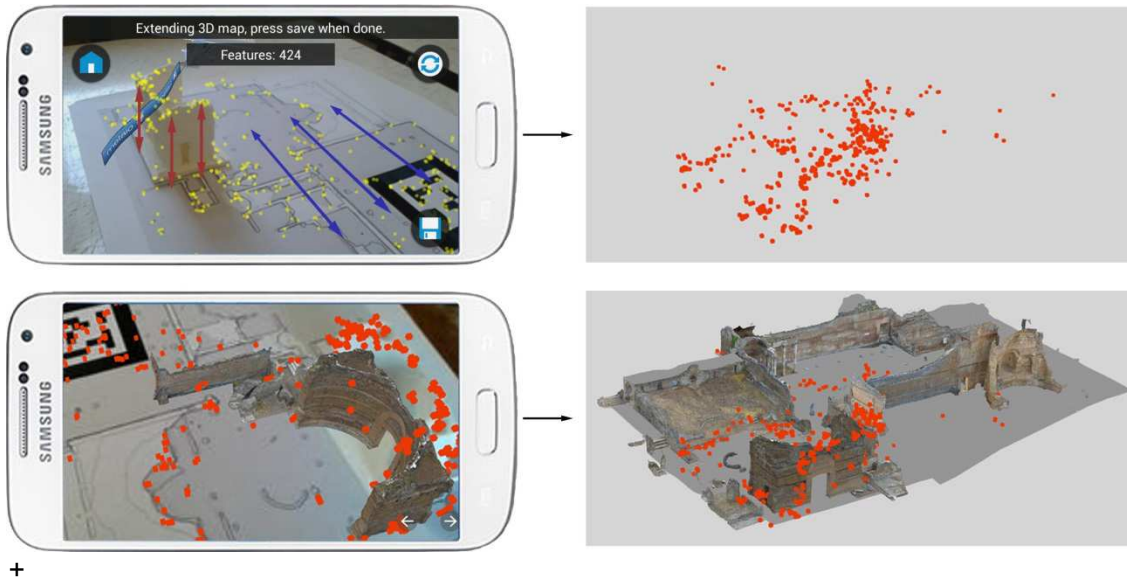 Extending 3D map, press save when done.
Features: 424
SAMSUNG
SAMSUNG
+